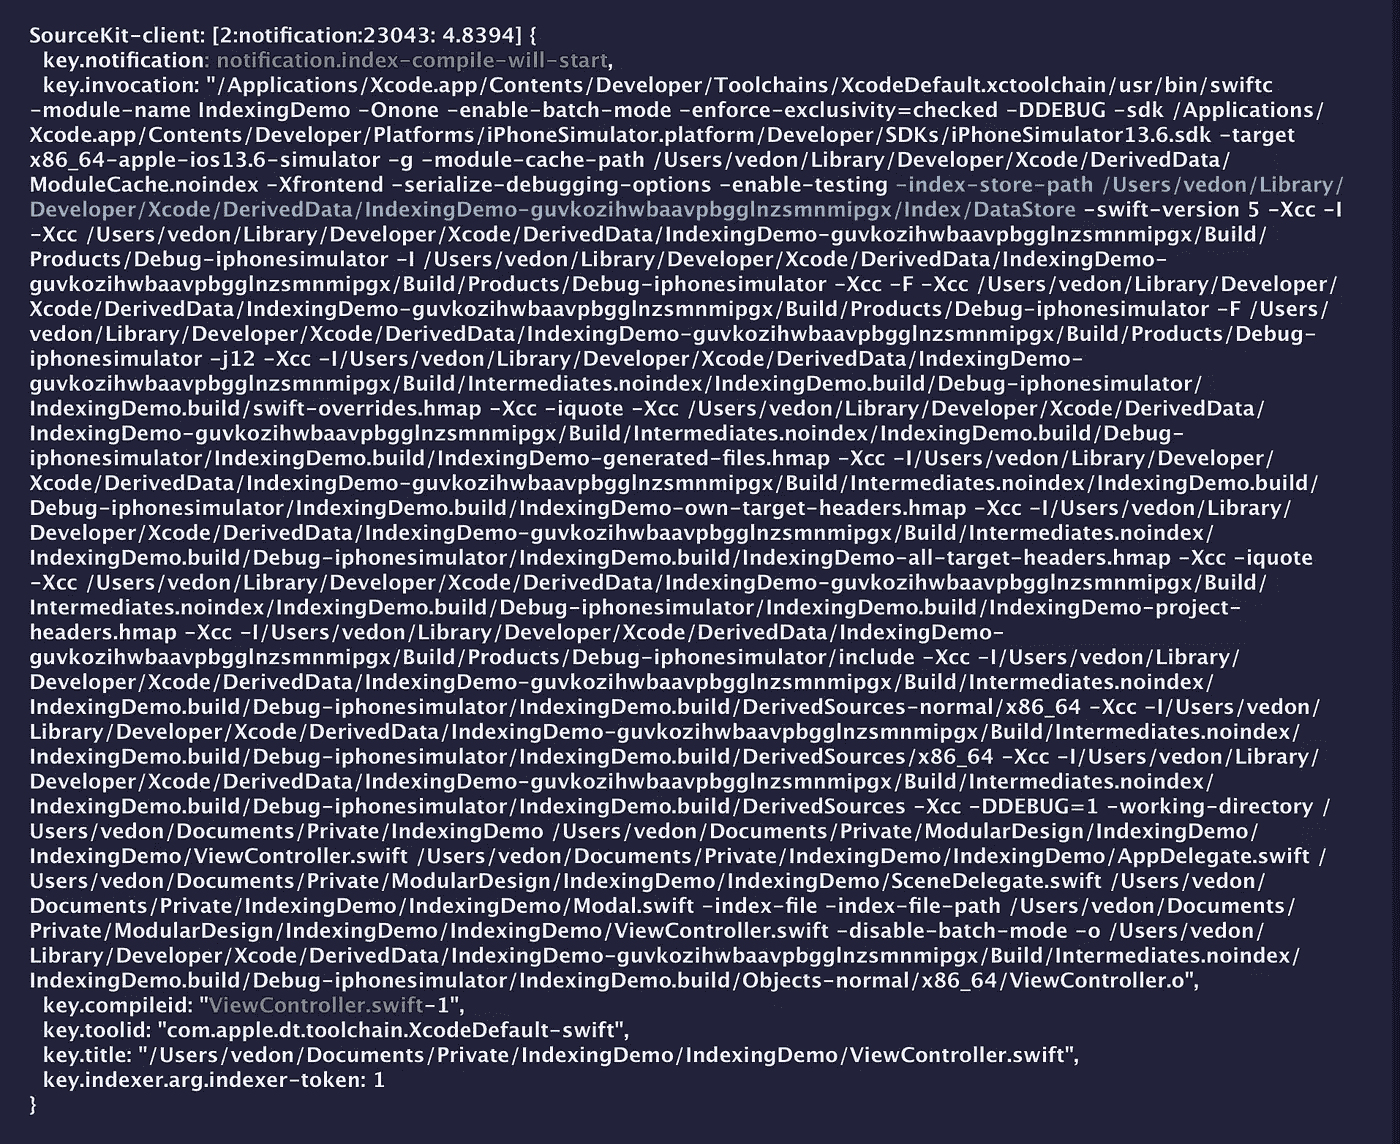 SourceKit-client: [2:notification:23043: 4.8394] {
key.notification: notification.index-compile-will-start,
key.invocation: "/Applications/Xcode.app/Contents/Developer/Toolchains/XcodeDefault.xctoolchain/usr/bin/swiftc
-module-name IndexingDemo -Onone -enable-batch-mode -enforce-exclusivity=checked -DDEBUG -sdk /Applications/
Xcode.app/Contents/Developer/Platforms/iPhoneSimulator.platform/Developer/SDKs/iPhoneSimulator13.6.sdk -target
x86_64-apple-ios13.6-simulator -g -module-cache-path /Users/vedon/Library/Developer/Xcode/DerivedData/
ModuleCache.noindex -Xfrontend -serialize-debugging-options -enable-testing -index-store-path /Users/vedon/Library/
Developer/Xcode/DerivedData/IndexingDemo-guvkozihwbaavpbgglnzsmnmipgx/Index/DataStore -swift-version 5 -Xcc -I
-Xcc /Users/vedon/Library/Developer/Xcode/DerivedData/IndexingDemo-guvkozihwbaavpbgglnzsmnmipgx/Build/
Products/Debug-iphonesimulator -I /Users/vedon/Library/Developer/Xcode/DerivedData/IndexingDemo-
guvkozihwbaavpbgglnzsmnmipgx/Build/Products/Debug-iphonesimulator -Xcc -F -Xcc /Users/vedon/Library/Developer/
Xcode/DerivedData/IndexingDemo-guvkozihwbaavpbgglnzsmnmipgx/Build/Products/Debug-iphonesimulator -F /Users/
vedon/Library/Developer/Xcode/DerivedData/IndexingDemo-guvkozihwbaavpbgglnzsmnmipgx/Build/Products/Debug-
iphonesimulator -j12 -Xcc -I/Users/vedon/Library/Developer/Xcode/DerivedData/IndexingDemo-
guvkozihwbaavpbgglnzsmnmipgx/Build/Intermediates.noindex/IndexingDemo.build/Debug-iphonesimulator/
IndexingDemo.build/swift-overrides.hmap -Xcc -iquote -Xcc /Users/vedon/Library/Developer/Xcode/DerivedData/
IndexingDemo-guvkozihwbaavpbgglnzsmnmipgx/Build/Intermediates.noindex/IndexingDemo.build/Debug-
iphonesimulator/IndexingDemo.build/IndexingDemo-generated-files.hmap -Xcc -I/Users/vedon/Library/Developer/
Xcode/DerivedData/IndexingDemo-guvkozihwbaavpbgglnzsmnmipgx/Build/Intermediates.noindex/IndexingDemo.build/
Debug-iphonesimulator/IndexingDemo.build/IndexingDemo-own-target-headers.hmap -Xcc -I/Users/vedon/Library/
Developer/Xcode/DerivedData/IndexingDemo-guvkozihwbaavpbgglnzsmnmipgx/Build/Intermediates.noindex/
IndexingDemo.build/Debug-iphonesimulator/IndexingDemo.build/IndexingDemo-all-target-headers.hmap -Xcc -iquote
-Xcc /Users/vedon/Library/Developer/Xcode/DerivedData/IndexingDemo-guvkozihwbaavpbgglnzsmnmipgx/Build/
Intermediates.noindex/IndexingDemo.build/Debug-iphonesimulator/IndexingDemo.build/IndexingDemo-project-
headers.hmap -Xcc -I/Users/vedon/Library/Developer/Xcode/DerivedData/IndexingDemo-
guvkozihwbaavpbgglnzsmnmipgx/Build/Products/Debug-iphonesimulator/include -Xcc -I/Users/vedon/Library/
Developer/Xcode/DerivedData/IndexingDemo-guvkozihwbaavpbgglnzsmnmipgx/Build/Intermediates.noindex/
IndexingDemo.build/Debug-iphonesimulator/IndexingDemo.build/DerivedSources-normal/x86_64 -Xcc -I/Users/vedon/
Library/Developer/Xcode/DerivedData/IndexingDemo-guvkozihwbaavpbgglnzsmnmipgx/Build/Intermediates.noindex/
IndexingDemo.build/Debug-iphonesimulator/IndexingDemo.build/DerivedSources/x86_64 -Xcc -I/Users/vedon/Library/
Developer/Xcode/DerivedData/IndexingDemo-guvkozihwbaavpbgglnzsmnmipgx/Build/Intermediates.noindex/
IndexingDemo.build/Debug-iphonesimulator/IndexingDemo.build/DerivedSources -Xcc -DDEBUG=1 -working-directory /
Users/vedon/Documents/Private/IndexingDemo /Users/vedon/Documents/Private/ModularDesign/IndexingDemo/
IndexingDemo/ViewController.swift /Users/vedon/Documents/Private/IndexingDemo/IndexingDemo/AppDelegate.swift /
Users/vedon/Documents/Private/ModularDesign/IndexingDemo/IndexingDemo/SceneDelegate.swift /Users/vedon/
Documents/Private/IndexingDemo/IndexingDemo/Modal.swift -index-file -index-file-path /Users/vedon/Documents/
Private/ModularDesign/IndexingDemo/IndexingDemo/ViewController.swift -disable-batch-mode -o /Users/vedon/
Library/Developer/Xcode/DerivedData/IndexingDemo-guvkozihwbaavpbgglnzsmnmipgx/Build/Intermediates.noindex/
IndexingDemo.build/Debug-iphonesimulator/IndexingDemo.build/Objects-normal/x86_64/ViewController.o",
key.compileid: "ViewController.swift-1",
key.toolid: "com.apple.dt.toolchain.XcodeDefault-swift",
key.title: "/Users/vedon/Documents/Private/IndexingDemo/IndexingDemo/ViewController.swift",
key.indexer.arg.indexer-token: 1
}